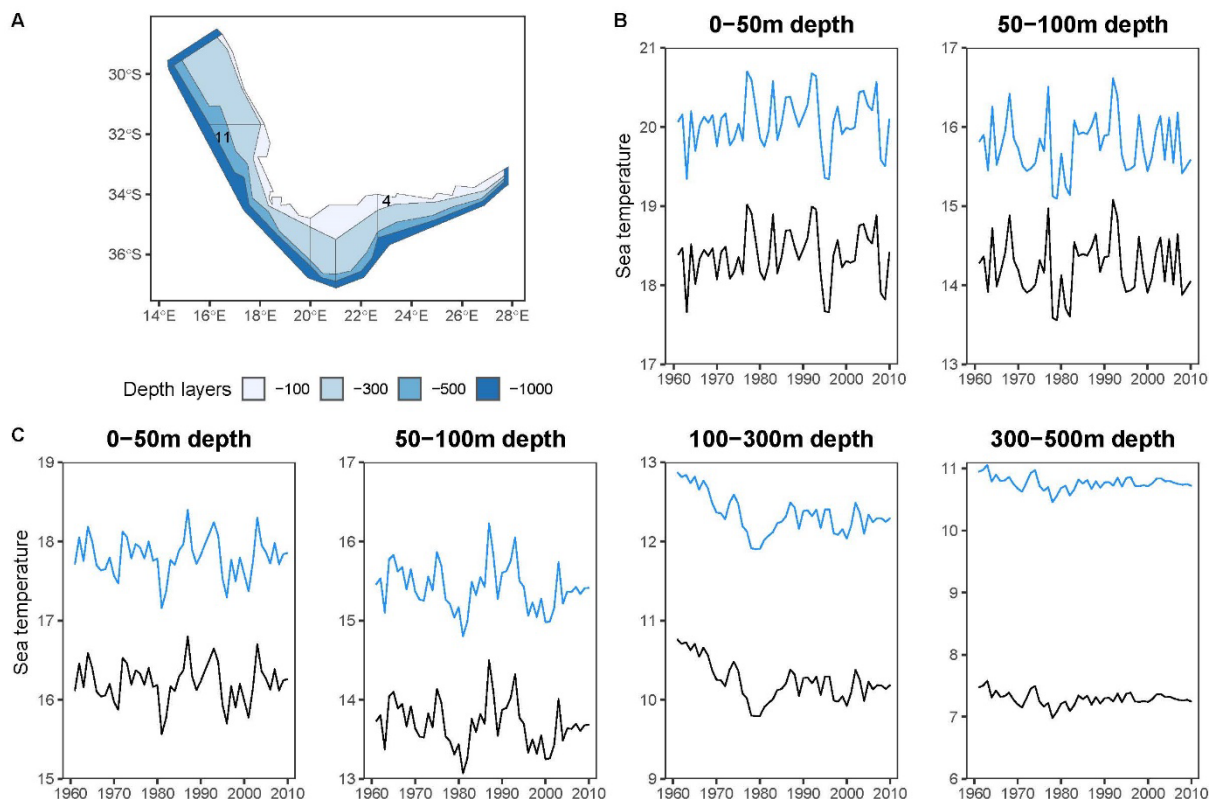 A
30°S
32°S
34°S
36°S
11
4
14°E 16°E 18°E 20°E 22°E 24°E 26°E 28°E
Depth layers −100 −300 −500 −1000
B
0−50m depth
50−100m depth
Sea temperature
21
20
19
18
17
1960 1970 1980 1990 2000 2010
17
16
15
14
13
1960 1970 1980 1990 2000 2010
C
0−50m depth
50−100m depth
100−300m depth
300−500m depth
Sea temperature
19
18
17
16
15
1960 1970 1980 1990 2000 2010
17
16
15
14
13
1960 1970 1980 1990 2000 2010
13
12
11
10
9
1960 1970 1980 1990 2000 2010
11
10
9
8
7
6
1960 1970 1980 1990 2000 2010